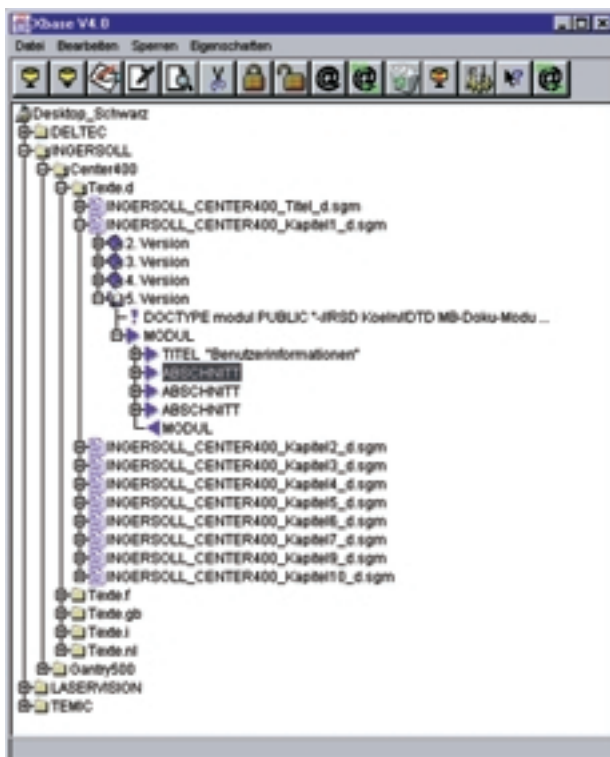 Xbase V4.0
Datei Bearbeiten Sperren Eigenschaften
Desktop_Schwarz
DELTEC
INGERSOLL
Center400
Texte.d
INGERSOLL_CENTER400_Titel_d.sgm
INGERSOLL_CENTER400_Kapitel1_d.sgm
2. Version
3. Version
4. Version
5. Version
! DOCTYPE modul PUBLIC "-//IRSD Koeln//DTD MB-Doku-Modu ...
MODUL
TITEL "Benutzerinformationen"
ABSCHNITT
ABSCHNITT
ABSCHNITT
MODUL
INGERSOLL_CENTER400_Kapitel2_d.sgm
INGERSOLL_CENTER400_Kapitel3_d.sgm
INGERSOLL_CENTER400_Kapitel4_d.sgm
INGERSOLL_CENTER400_Kapitel5_d.sgm
INGERSOLL_CENTER400_Kapitel6_d.sgm
INGERSOLL_CENTER400_Kapitel7_d.sgm
INGERSOLL_CENTER400_Kapitel9_d.sgm
INGERSOLL_CENTER400_Kapitel10_d.sgm
Texte.f
Texte.gb
Texte.i
Texte.nl
Gantry500
LASERVISION
TEMIC